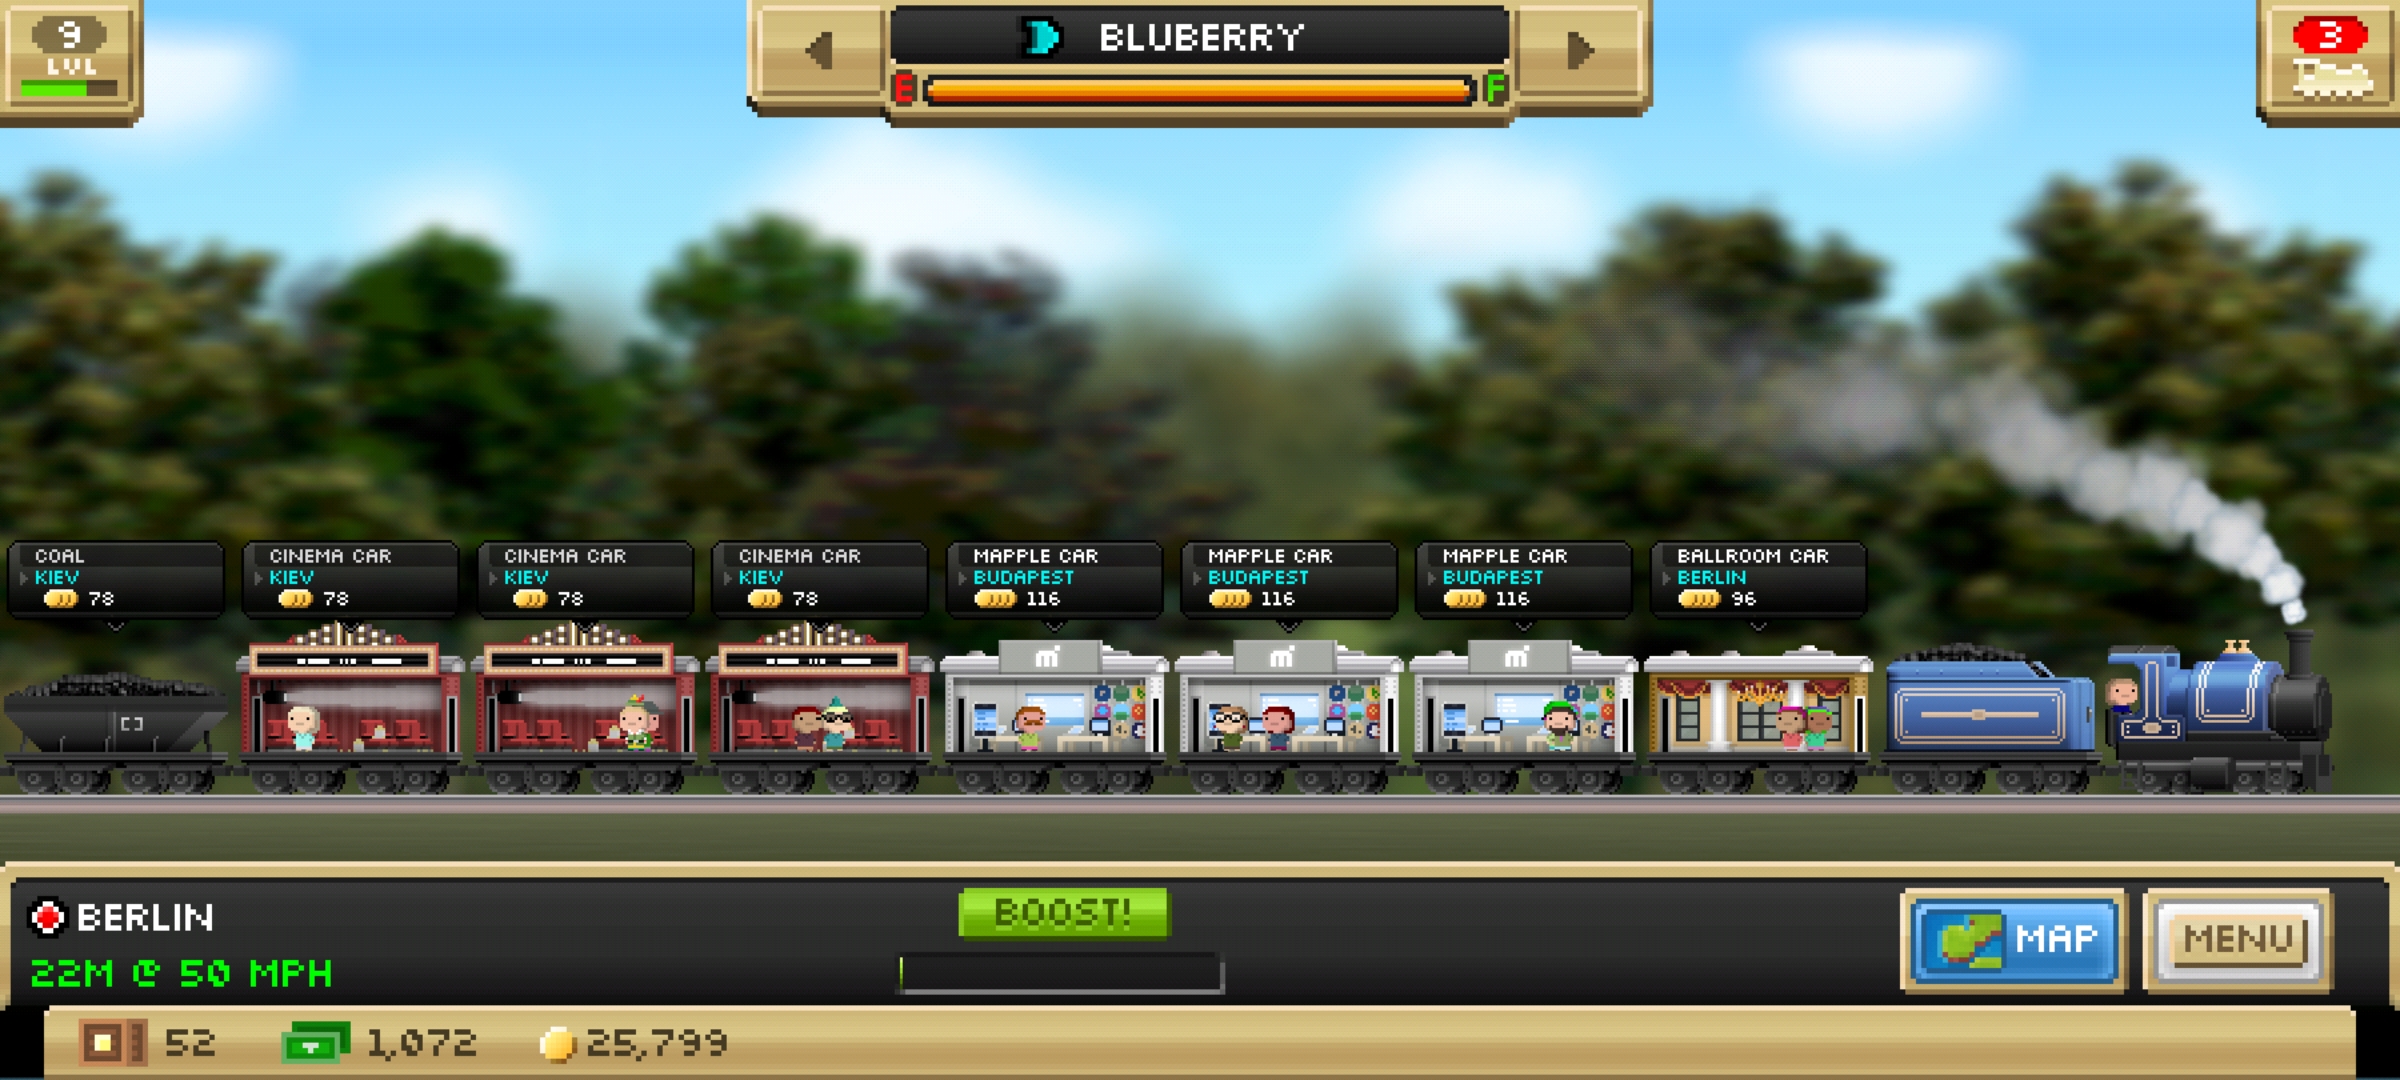 9
LVL
BLUBERRY
E
F
3
COAL
KIEV
78
CINEMA CAR
KIEV
78
CINEMA CAR
KIEV
78
CINEMA CAR
KIEV
78
MAPPLE CAR
BUDAPEST
116
MAPPLE CAR
BUDAPEST
116
MAPPLE CAR
BUDAPEST
116
BALLROOM CAR
BERLIN
96
m
m
m
BERLIN
22M @ 50 MPH
BOOST!
MAP
MENU
52
1,072
25,799